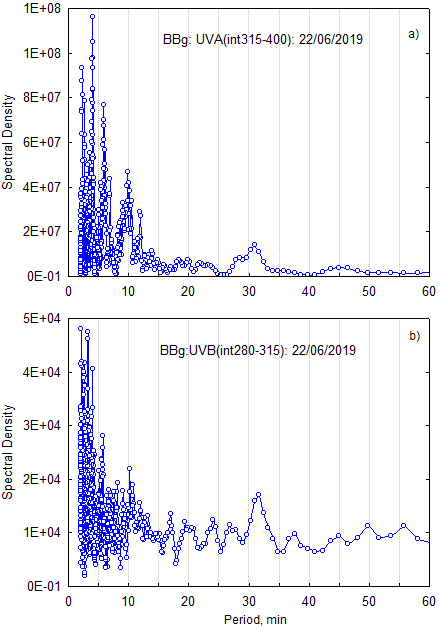 1E+08
BBg: UVA(int315-400): 22/06/2019
a)
8E+07
6E+07
Spectral Density
4E+07
2E+07
0E-01
0 10 20 30 40 50 60
5E+04
BBg:UVB(int280-315): 22/06/2019
b)
4E+04
3E+04
Spectral Density
2E+04
1E+04
0E-01
0 10 20 30 40 50 60
Period, min